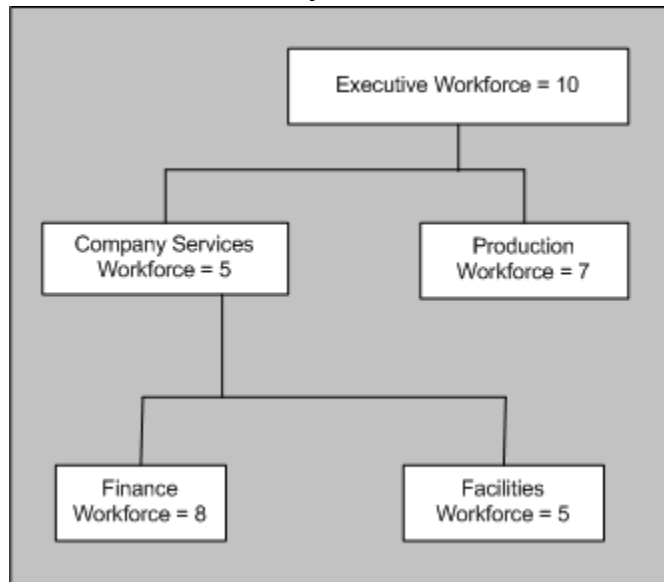 Executive Workforce = 10
Company Services
Workforce = 5
Production
Workforce = 7
Finance
Workforce = 8
Facilities
Workforce = 5